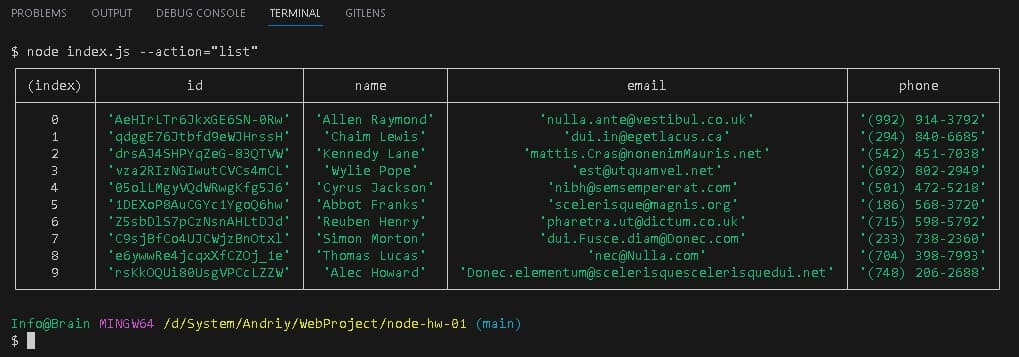 PROBLEMS OUTPUT DEBUG CONSOLE TERMINAL GITLENS
$ node index.js --action="list"
(index) id name email phone
0 'AeHIrLTr6JkxGE6SN-0Rw' 'Allen Raymond' 'nulla.ante@vestibul.co.uk' '(992) 914-3792'
1 'qdggE76Jtbfd9eWJHrssH' 'Chaim Lewis' 'dui.in@egetlacus.ca' '(294) 840-6685'
2 'drsAJ4SHPYqZeG-83QTVW' 'Kennedy Lane' 'mattis.Cras@nonenimMauris.net' '(542) 451-7038'
3 'vza2RIzNGIwutCVCs4mCL' 'Wylie Pope' 'est@utquamvel.net' '(692) 802-2949'
4 '05olLMgyVQdWRwgKfg5J6' 'Cyrus Jackson' 'nibh@semsempererat.com' '(501) 472-5218'
5 '1DEXoP8AuCGYc1YgoQ6hw' 'Abbot Franks' 'scelerisque@magnis.org' '(186) 568-3720'
6 'Z5sbDlS7pCzNsnAHLtDJd' 'Reuben Henry' 'pharetra.ut@dictum.co.uk' '(715) 598-5792'
7 'C9sjBfCo4UJCWjzBnOtxl' 'Simon Morton' 'dui.Fusce.diam@Donec.com' '(233) 738-2360'
8 'e6ywwRe4jcqxXfCZOj_1e' 'Thomas Lucas' 'nec@Nulla.com' '(704) 398-7993'
9 'rsKkOQUi80UsgVPCcLZZW' 'Alec Howard' 'Donec.elementum@scelerisquescelerisquedui.net' '(748) 206-2688'
Info@Brain MINGW64 /d/System/Andriy/WebProject/node-hw-01 (main)
$